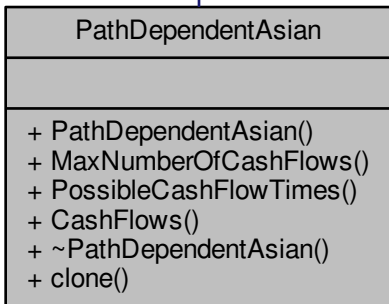 PathDependentAsian
+ PathDependentAsian()
+ MaxNumberOfCashFlows()
+ PossibleCashFlowTimes()
+ CashFlows()
+ ~PathDependentAsian()
+ clone()